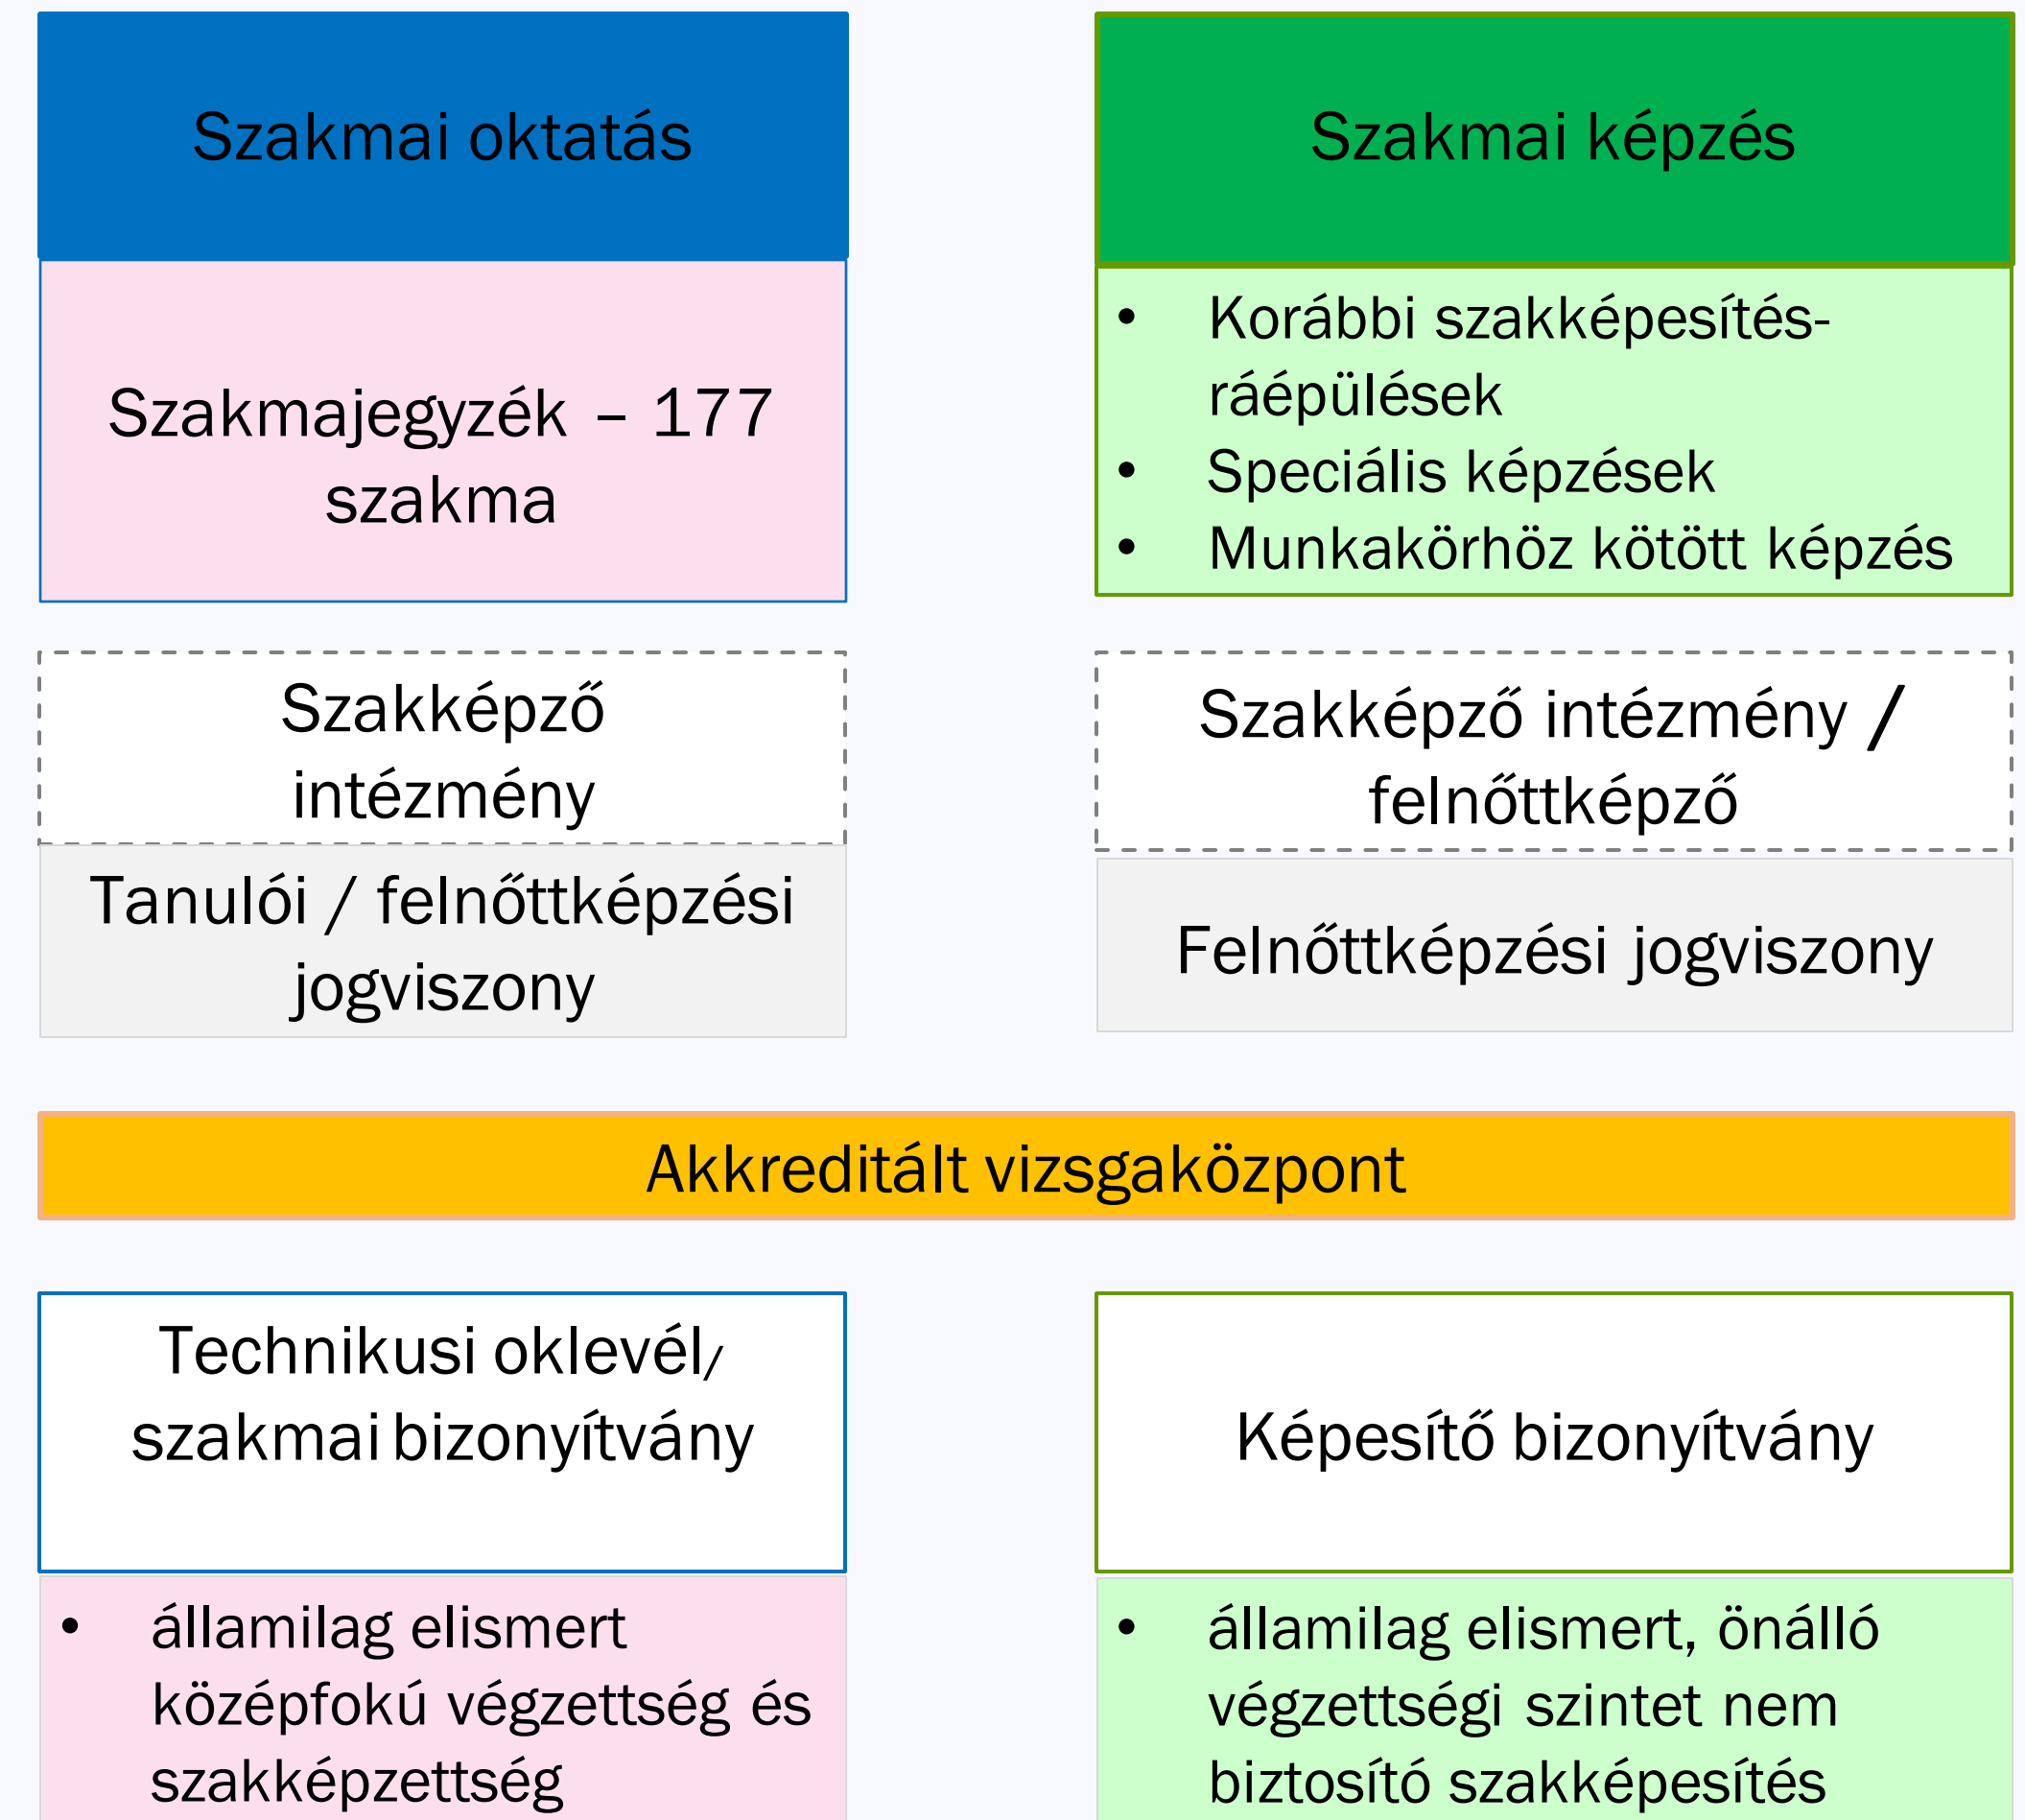 Szakmai oktatás
Szakmajegyzék – 177
szakma
Szakképző
intézmény
Tanulói / felnőttképzési
jogviszony
Szakmai képzés
• Korábbi szakképesítés-
ráépülések
• Speciális képzések
• Munkakörhöz kötött képzés
Szakképző intézmény /
felnőttképző
Felnőttképzési jogviszony
Akkreditált vizsgaközpont
Technikusi oklevél/
szakmai bizonyítvány
• államilag elismert
középfokú végzettség és
szakképzettség
Képesítő bizonyítvány
• államilag elismert, önálló
végzettségi szintet nem
biztosító szakképesítés